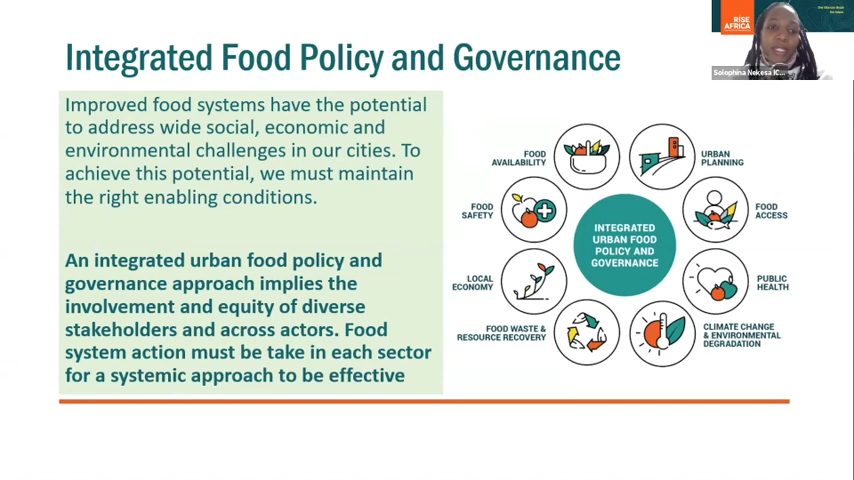 Integrated Food Policy and Governance
Improved food systems have the potential
to address wide social, economic and
environmental challenges in our cities. To
achieve this potential, we must maintain
the right enabling conditions.
An integrated urban food policy and
governance approach implies the
involvement and equity of diverse
stakeholders and across actors. Food
system action must be take in each sector
for a systemic approach to be effective
FOOD
AVAILABILITY
URBAN
PLANNING
FOOD
SAFETY
FOOD
ACCESS
INTEGRATED
URBAN FOOD
POLICY AND
GOVERNANCE
LOCAL
ECONOMY
PUBLIC
HEALTH
FOOD WASTE &
RESOURCE RECOVERY
CLIMATE CHANGE
& ENVIRONMENTAL
DEGRADATION
RISE
AFRICA
Solophina Nekesa IC...